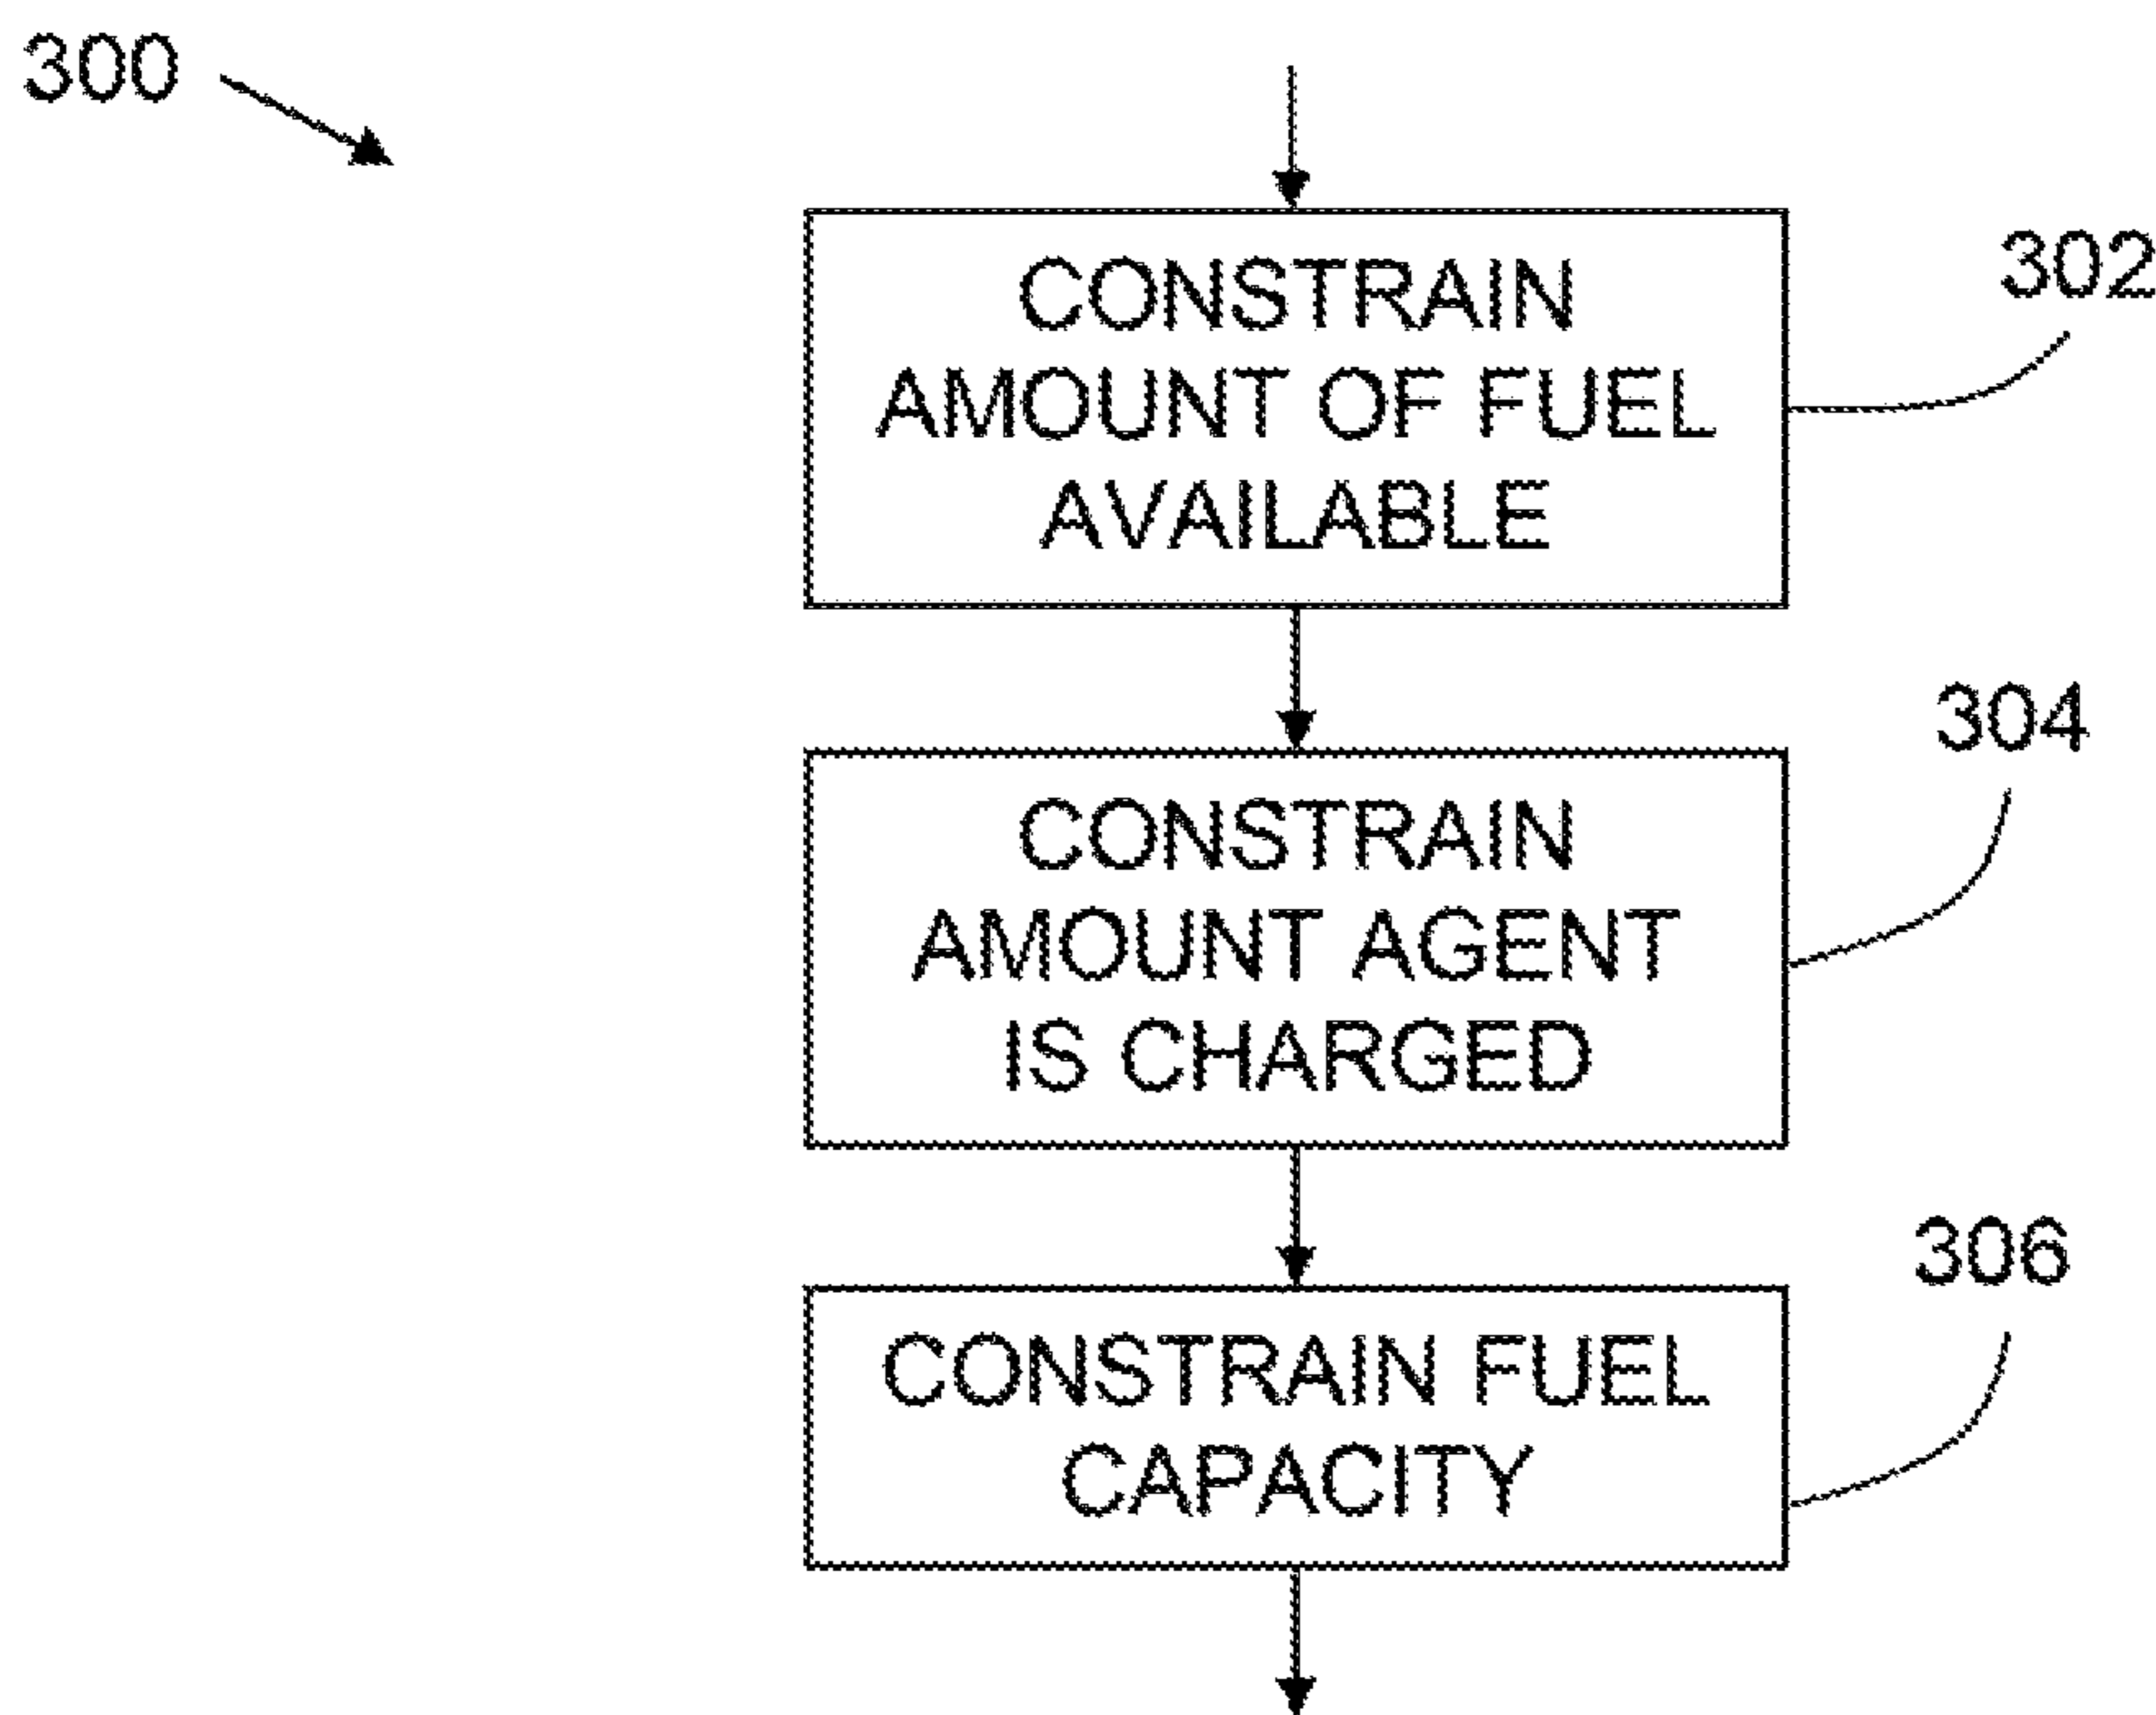 300
CONSTRAIN
AMOUNT OF FUEL
AVAILABLE
302
CONSTRAIN
AMOUNT AGENT
IS CHARGED
304
CONSTRAIN FUEL
CAPACITY
306